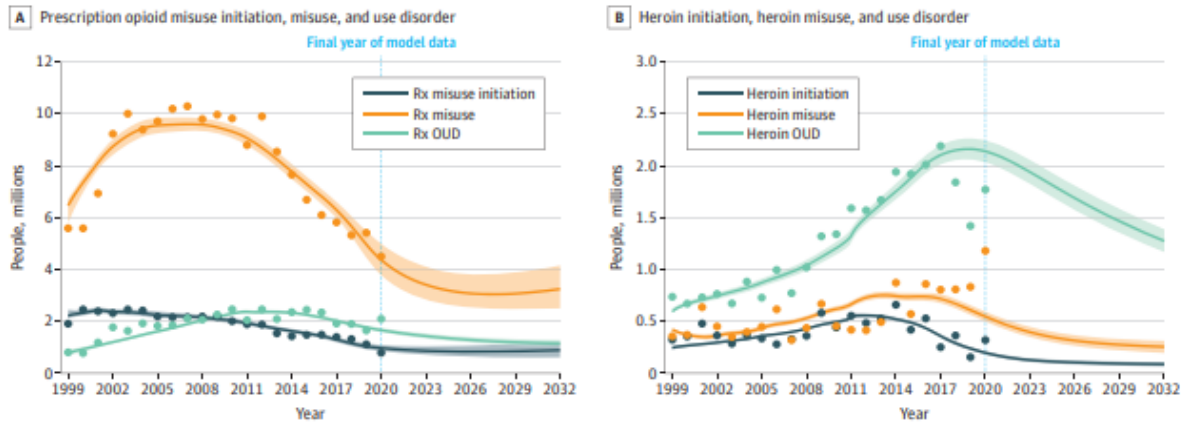 A Prescription opioid misuse initiation, misuse, and use disorder
Final year of model data
12
10
8
6
4
2
0
People, millions
Rx misuse initiation
Rx misuse
Rx OUD
1999 2002 2005 2008 2011 2014 2017 2020 2023 2026 2029 2032
Year
B Heroin initiation, heroin misuse, and use disorder
Final year of model data
3.0
2.5
2.0
1.5
1.0
0.5
0
People, millions
Heroin initiation
Heroin misuse
Heroin OUD
1999 2002 2005 2008 2011 2014 2017 2020 2023 2026 2029 2032
Year